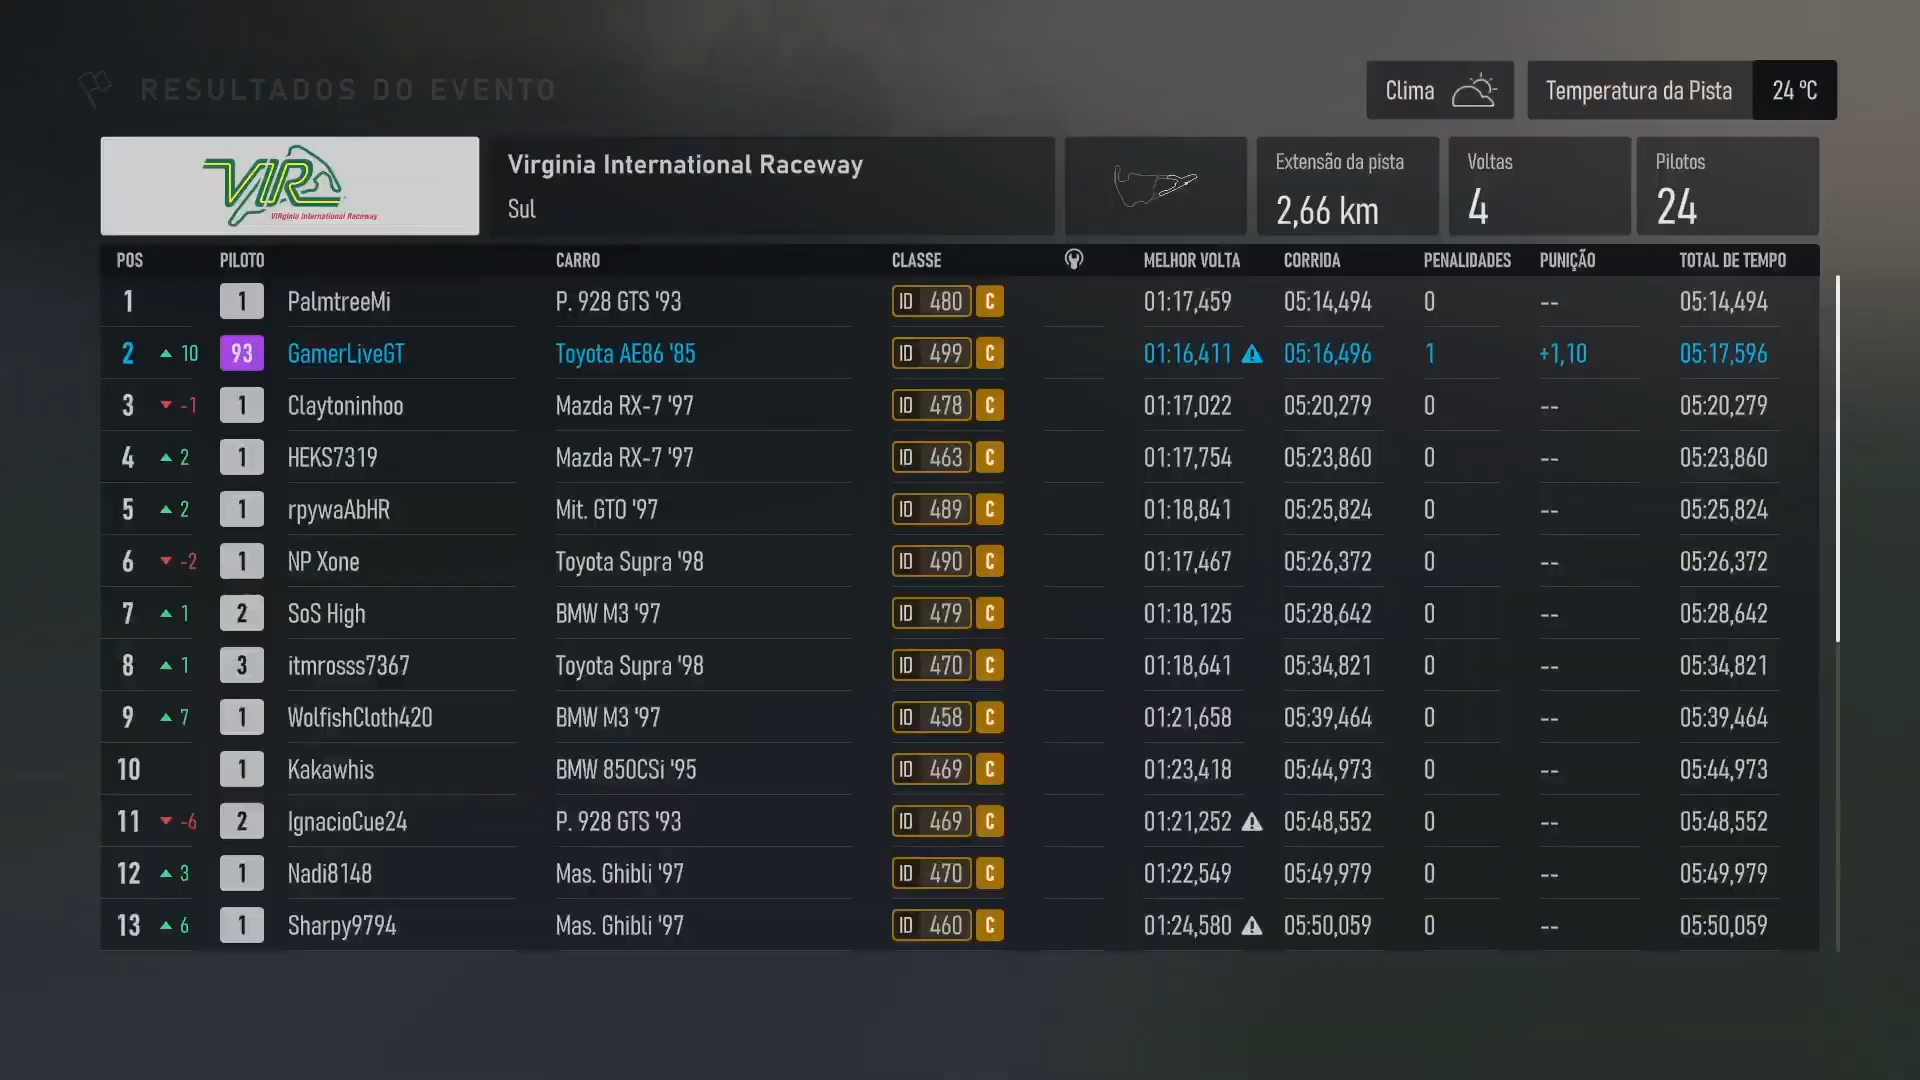 RESULTADOS DO EVENTO
Clima
Temperatura da Pista 24 °C
VIR
VIRginia International Raceway
Virginia International Raceway
Sul
Extensão da pista
2,66 km
Voltas
4
Pilotos
24
POS PILOTO CARRO CLASSE MELHOR VOLTA CORRIDA PENALIDADES PUNIÇÃO TOTAL DE TEMPO
1 1 PalmtreeMi P. 928 GTS '93 ID 480 C 01:17,459 05:14,494 0 -- 05:14,494
2 ▲ 10 93 GamerLiveGT Toyota AE86 '85 ID 499 C 01:16,411 05:16,496 1 +1,10 05:17,596
3 ▼ -1 1 Claytoninhoo Mazda RX-7 '97 ID 478 C 01:17,022 05:20,279 0 -- 05:20,279
4 ▲ 2 1 HEKS7319 Mazda RX-7 '97 ID 463 C 01:17,754 05:23,860 0 -- 05:23,860
5 ▲ 2 1 rpywaAbHR Mit. GTO '97 ID 489 C 01:18,841 05:25,824 0 -- 05:25,824
6 ▼ -2 1 NP Xone Toyota Supra '98 ID 490 C 01:17,467 05:26,372 0 -- 05:26,372
7 ▲ 1 2 SoS High BMW M3 '97 ID 479 C 01:18,125 05:28,642 0 -- 05:28,642
8 ▲ 1 3 itmrosss7367 Toyota Supra '98 ID 470 C 01:18,641 05:34,821 0 -- 05:34,821
9 ▲ 7 1 WolfishCloth420 BMW M3 '97 ID 458 C 01:21,658 05:39,464 0 -- 05:39,464
10 1 Kakawhis BMW 850CSi '95 ID 469 C 01:23,418 05:44,973 0 -- 05:44,973
11 ▼ -6 2 IgnacioCue24 P. 928 GTS '93 ID 469 C 01:21,252 05:48,552 0 -- 05:48,552
12 ▲ 3 1 Nadi8148 Mas. Ghibli '97 ID 470 C 01:22,549 05:49,979 0 -- 05:49,979
13 ▲ 6 1 Sharpy9794 Mas. Ghibli '97 ID 460 C 01:24,580 05:50,059 0 -- 05:50,059